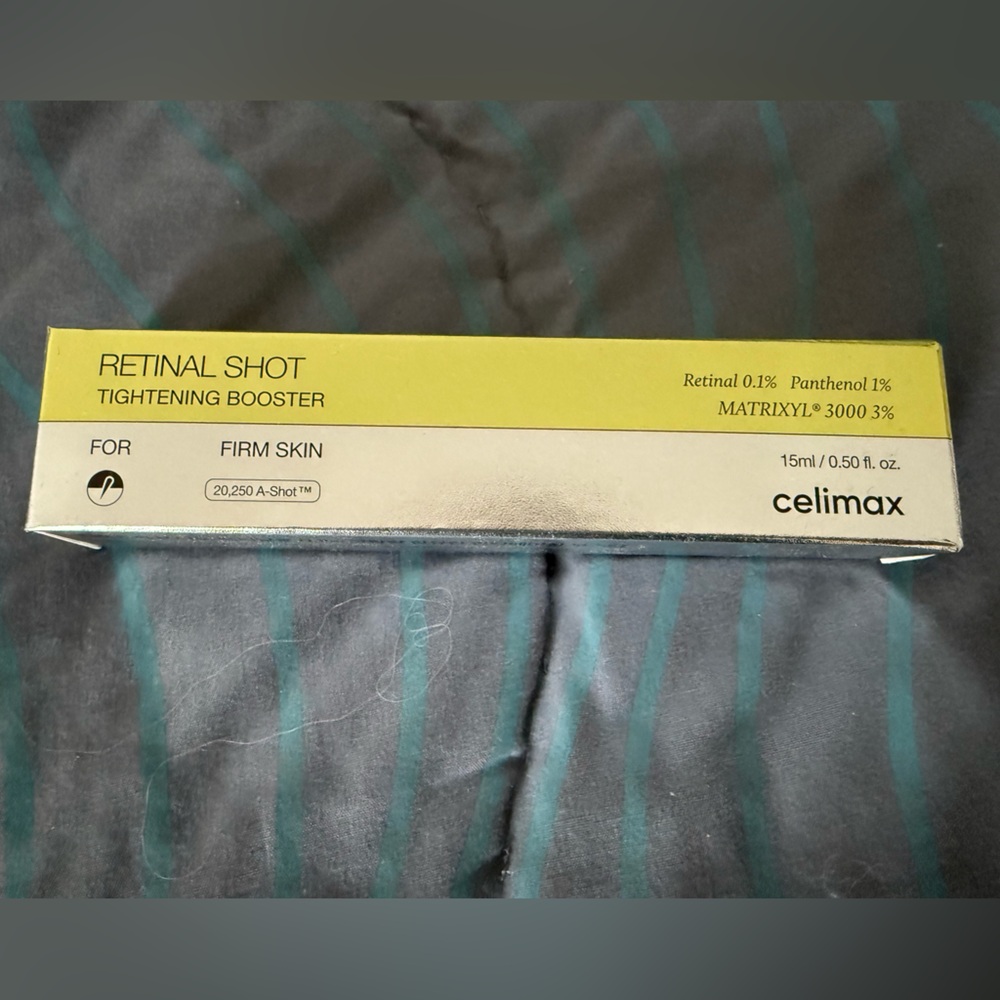 RETINAL SHOT
TIGHTENING BOOSTER
Retinal 0.1% Panthenol 1%
MATRIXYL® 3000 3%
FOR FIRM SKIN
20,250 A-Shot™
15ml / 0.50 fl. oz.
celimax